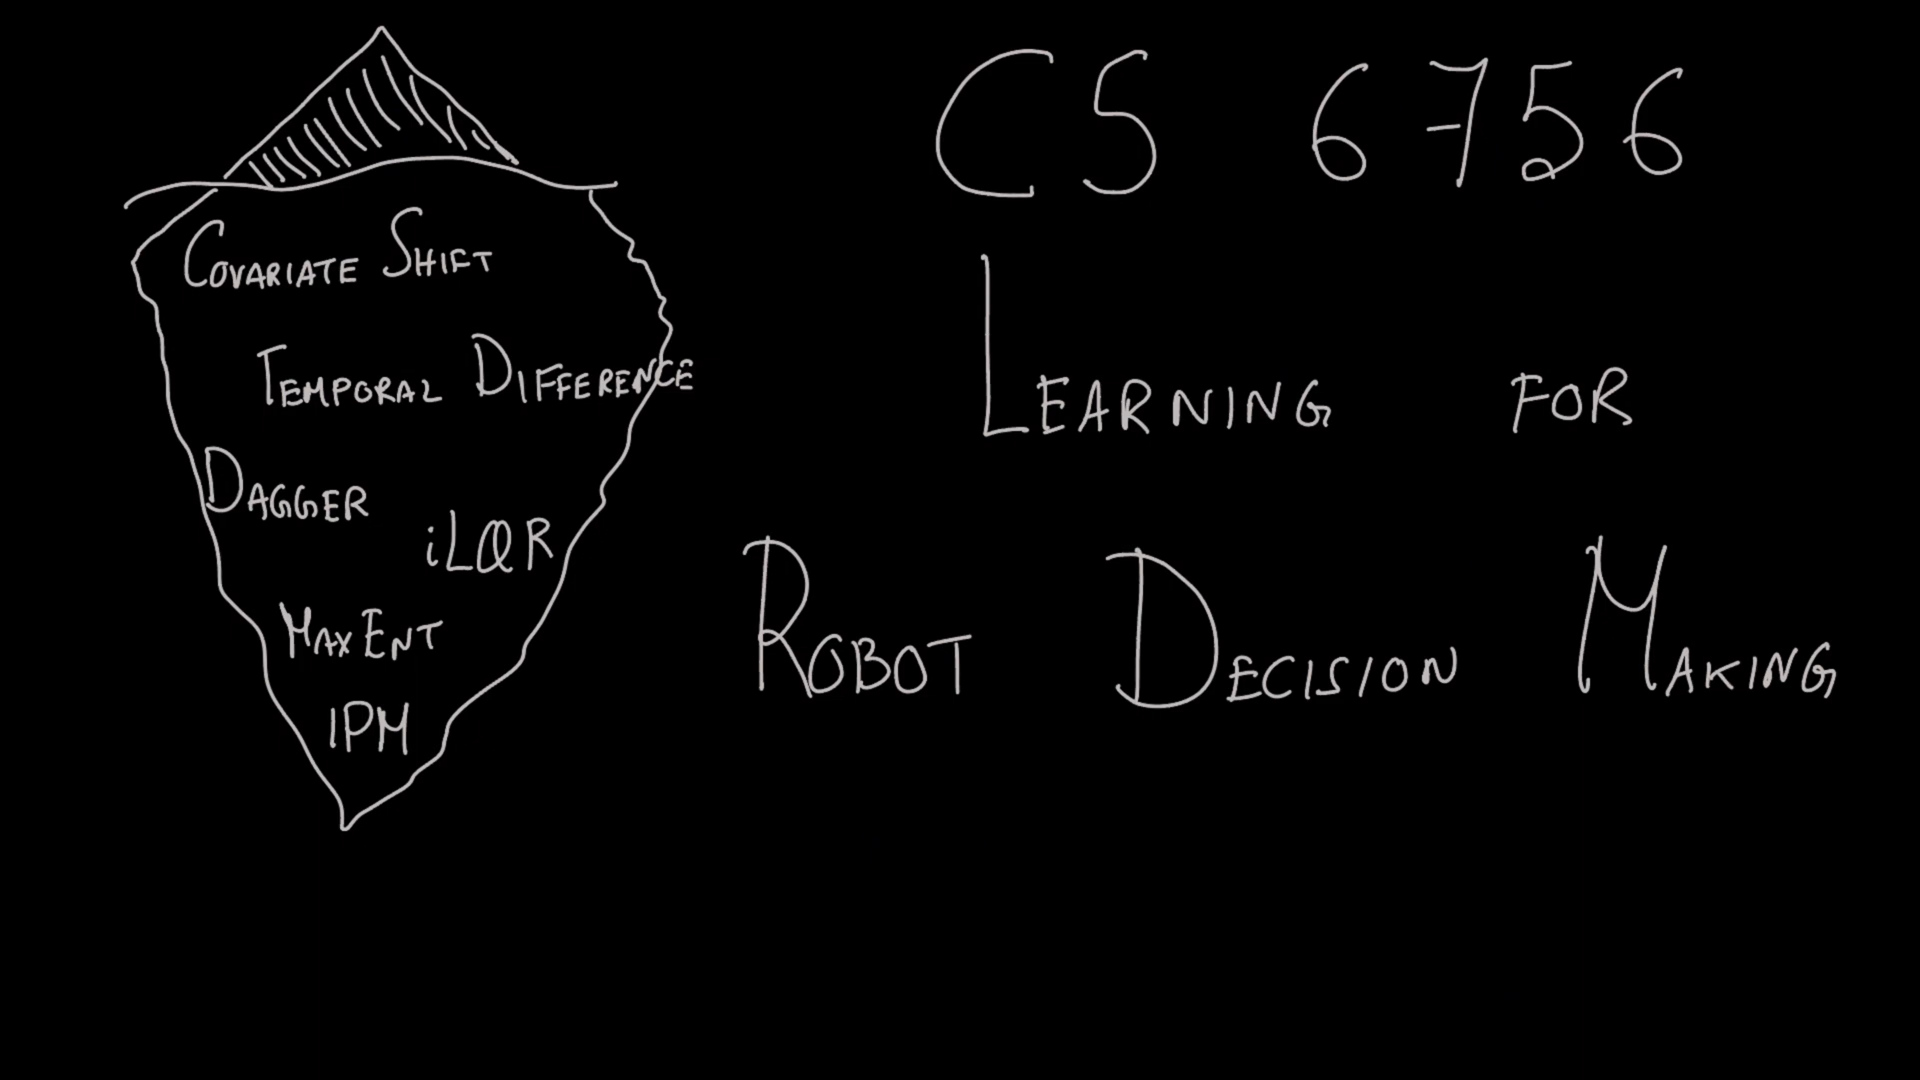 CS 6756
LEARNING FOR
ROBOT DECISION MAKING
COVARIATE SHIFT
TEMPORAL DIFFERENCE
DAGGER
iLQR
MAXENT
IPM